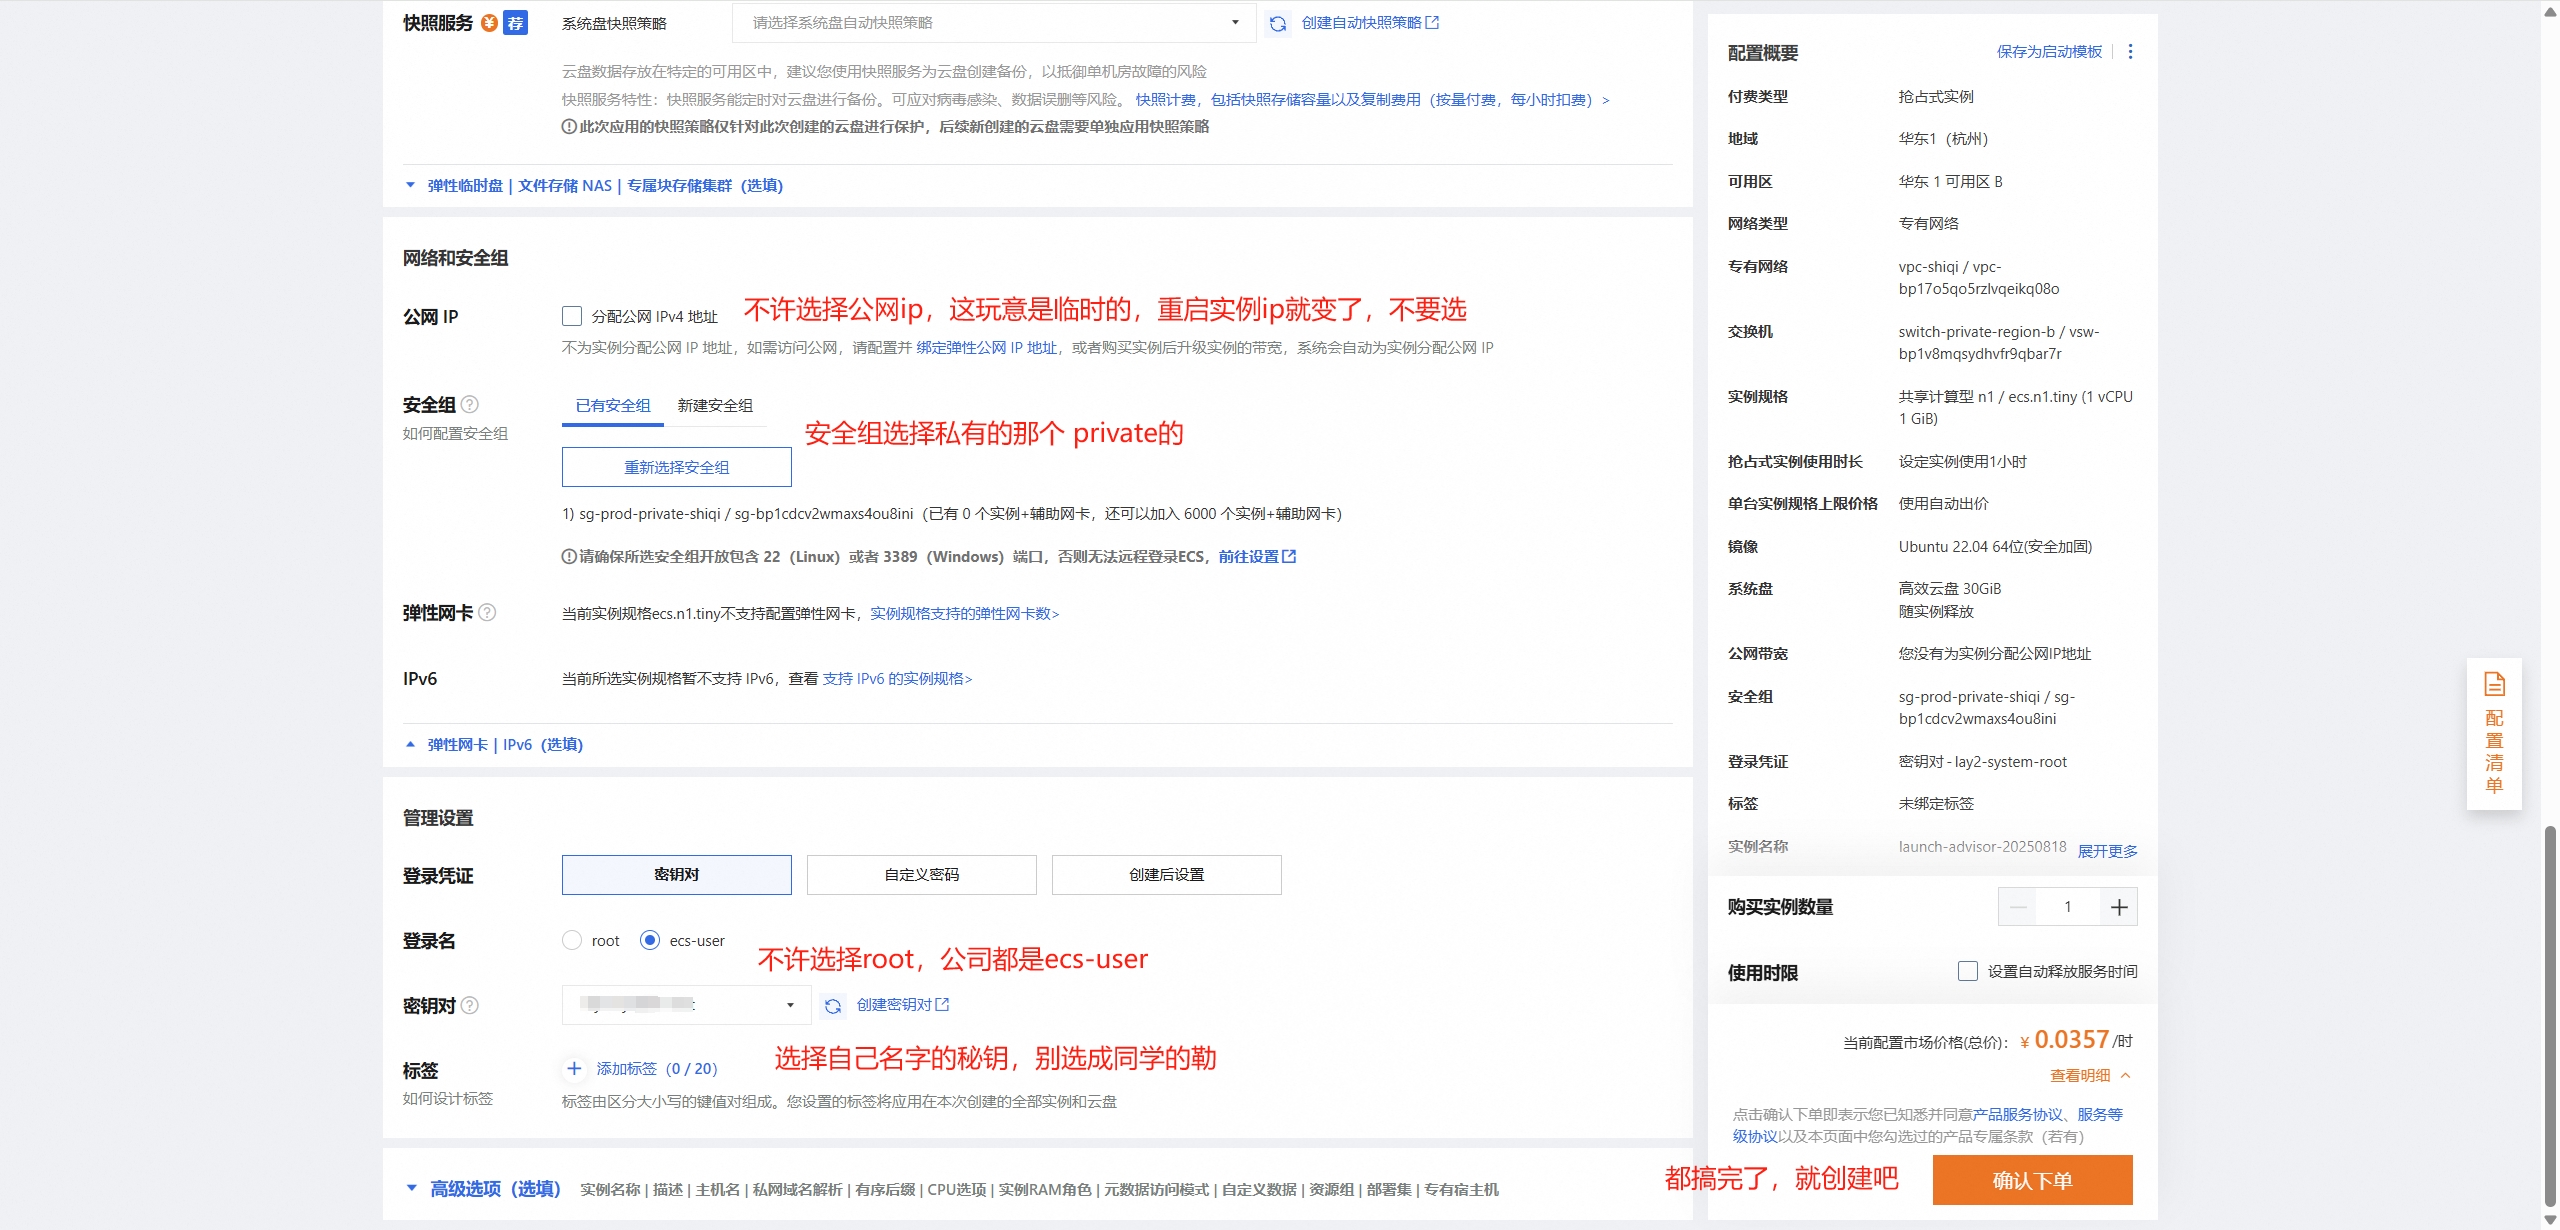 快照服务 ¥ 荐 系统盘快照策略 请选择系统盘自动快照策略 创建自动快照策略
云盘数据存放在特定的可用区中，建议您使用快照服务为云盘创建备份，以抵御单机房故障的风险
快照服务特性：快照服务能定时对云盘进行备份。可应对病毒感染、数据误删等风险。 快照计费，包括快照存储容量以及复制费用（按量付费，每小时扣费） >
此次应用的快照策略仅针对此次创建的云盘进行保护，后续新创建的云盘需要单独应用快照策略
弹性临时盘 | 文件存储 NAS | 专属块存储集群（选填）
网络和安全组
公网 IP 分配公网 IPv4 地址 不许选择公网ip，这玩意是临时的，重启实例ip就变了，不要选
不为实例分配公网 IP 地址，如需访问公网，请配置并 绑定弹性公网 IP 地址，或者购买实例后升级实例的带宽，系统会自动为实例分配公网 IP
安全组 已有安全组 新建安全组
如何配置安全组 安全组选择私有的那个 private的
重新选择安全组
1) sg-prod-private-shiqi / sg-bp1cdcv2wmaxs4ou8ini（已有 0 个实例+辅助网卡，还可以加入 6000 个实例+辅助网卡）
请确保所选安全组开放包含 22（Linux）或者 3389（Windows）端口，否则无法远程登录ECS，前往设置
弹性网卡 当前实例规格ecs.n1.tiny不支持配置弹性网卡，实例规格支持的弹性网卡数>
IPv6 当前所选实例规格暂不支持 IPv6，查看 支持 IPv6 的实例规格>
弹性网卡 | IPv6（选填）
管理设置
登录凭证 密钥对 自定义密码 创建后设置
登录名 root ecs-user
不许选择root，公司都是ecs-user
密钥对 创建密钥对
选择自己名字的秘钥，别选成同学的勒
标签 添加标签（0 / 20）
如何设计标签 标签由区分大小写的键值对组成。您设置的标签将应用在本次创建的全部实例和云盘
高级选项（选填） 实例名称 | 描述 | 主机名 | 私网域名解析 | 有序后缀 | CPU选项 | 实例RAM角色 | 元数据访问模式 | 自定义数据 | 资源组 | 部署集 | 专有宿主机
配置概要 保存为启动模板
付费类型 抢占式实例
地域 华东1（杭州）
可用区 华东 1 可用区 B
网络类型 专有网络
专有网络 vpc-shiqi / vpc-
bp17o5qo5rzlvqeikq08o
交换机 switch-private-region-b / vsw-
bp1v8mqsydhvfr9qbar7r
实例规格 共享计算型 n1 / ecs.n1.tiny (1 vCPU
1 GiB)
抢占式实例使用时长 设定实例使用1小时
单台实例规格上限价格 使用自动出价
镜像 Ubuntu 22.04 64位(安全加固)
系统盘 高效云盘 30GiB
随实例释放
公网带宽 您没有为实例分配公网IP地址
安全组 sg-prod-private-shiqi / sg-
bp1cdcv2wmaxs4ou8ini
登录凭证 密钥对 - lay2-system-root
标签 未绑定标签
实例名称 launch-advisor-20250818 展开更多
购买实例数量 1
使用时限 设置自动释放服务时间
当前配置市场价格(总价)： ¥ 0.0357 /时
查看明细
点击确认下单即表示您已知悉并同意产品服务协议、服务等
级协议以及本页面中您勾选过的产品专属条款（若有）
都搞完了，就创建吧 确认下单
配置清单